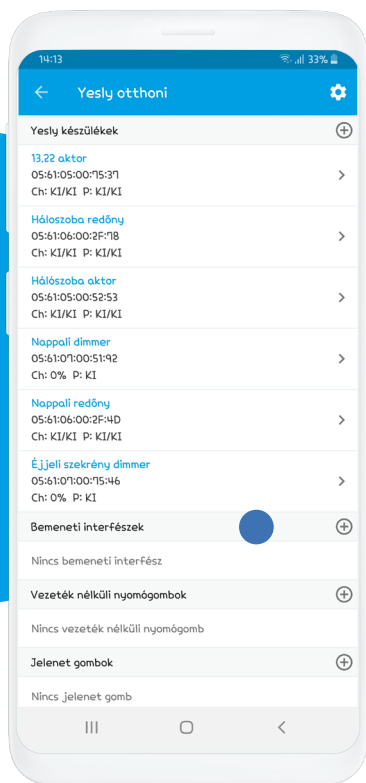 14:13 33%
Yesly otthoni
Yesly készülékek
13.22 aktor
05:61:05:00:75:37
Ch: KI/KI P: KI/KI
Hálószoba redőny
05:61:06:00:2F:78
Ch: KI/KI P: KI/KI
Hálószoba aktor
05:61:05:00:52:53
Ch: KI/KI P: KI/KI
Nappali dimmer
05:61:07:00:51:92
Ch: 0% P: KI
Nappali redőny
05:61:06:00:2F:4D
Ch: KI/KI P: KI/KI
Éjjeli szekrény dimmer
05:61:07:00:75:46
Ch: 0% P: KI
Bemeneti interfészek
Nincs bemeneti interfész
Vezeték nélküli nyomógombok
Nincs vezeték nélküli nyomógomb
Jelenet gombok
Nincs jelenet gomb